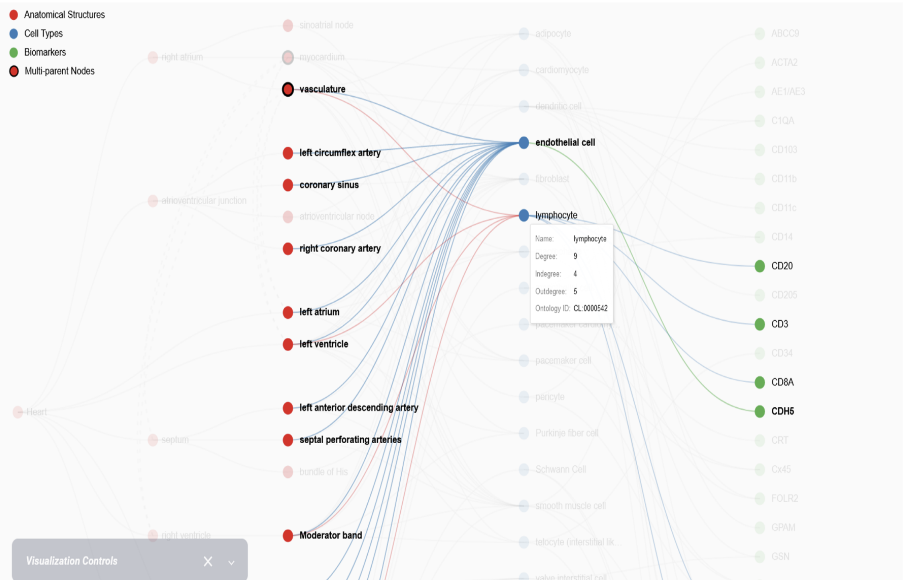 Anatomical Structures
Cell Types
Biomarkers
Multi-parent Nodes
Heart
right atrium
atrioventricular junction
septum
right ventricle
sinoatrial node
myocardium
vasculature
left circumflex artery
coronary sinus
atrioventricular node
right coronary artery
left atrium
left ventricle
left anterior descending artery
septal perforating arteries
bundle of His
Moderator band
adipocyte
cardiomyocyte
dendritic cell
endothelial cell
fibroblast
lymphocyte
Name: lymphocyte
Degree: 9
Indegree: 4
Outdegree: 5
Ontology ID: CL:0000542
pacemaker cell
pericyte
Purkinje fiber cell
Schwann Cell
smooth muscle cell
telocyte (interstitial lik.
valve interstitial cell
ABCC9
ACTA2
AE1/AE3
C1QA
CD103
CD11b
CD11c
CD14
CD20
CD205
CD3
CD34
CD8A
CDH5
CRT
Cx45
FOLR2
GPAM
GSN
Visualization Controls